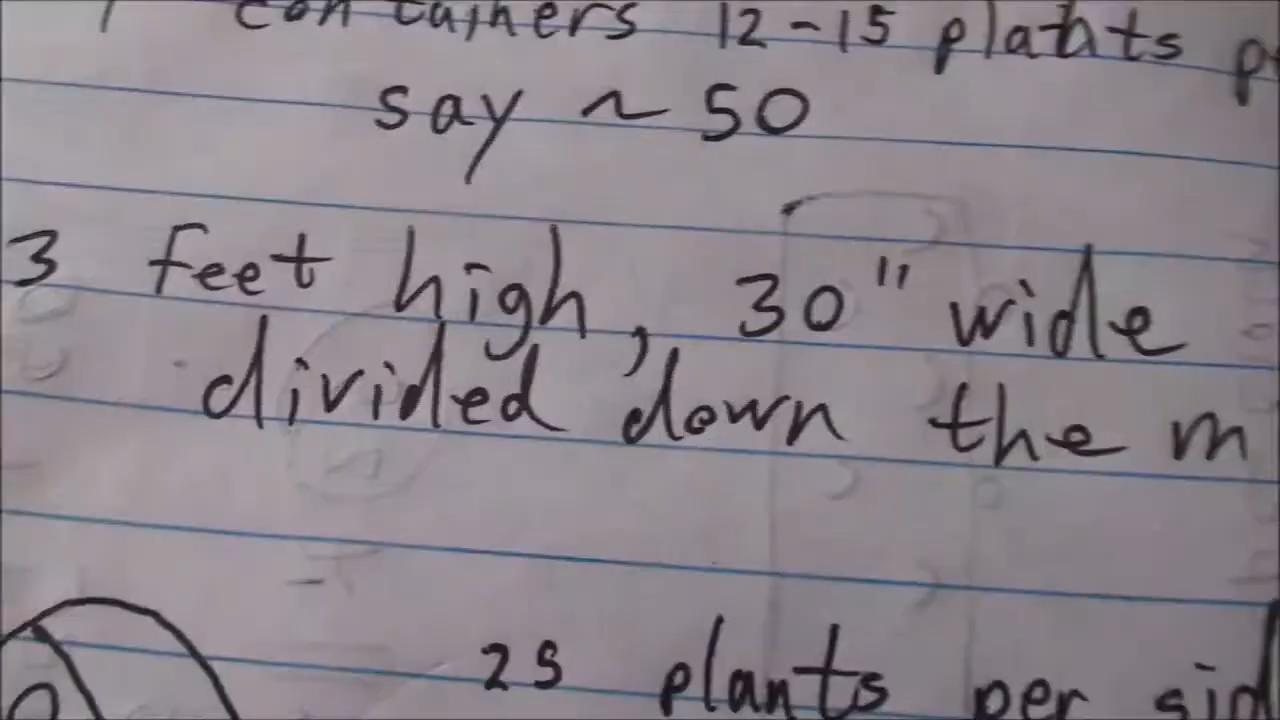 containers 12-15 plants p
say ~ 50
3 feet high, 30" wide
divided down the m
25 plants per sid